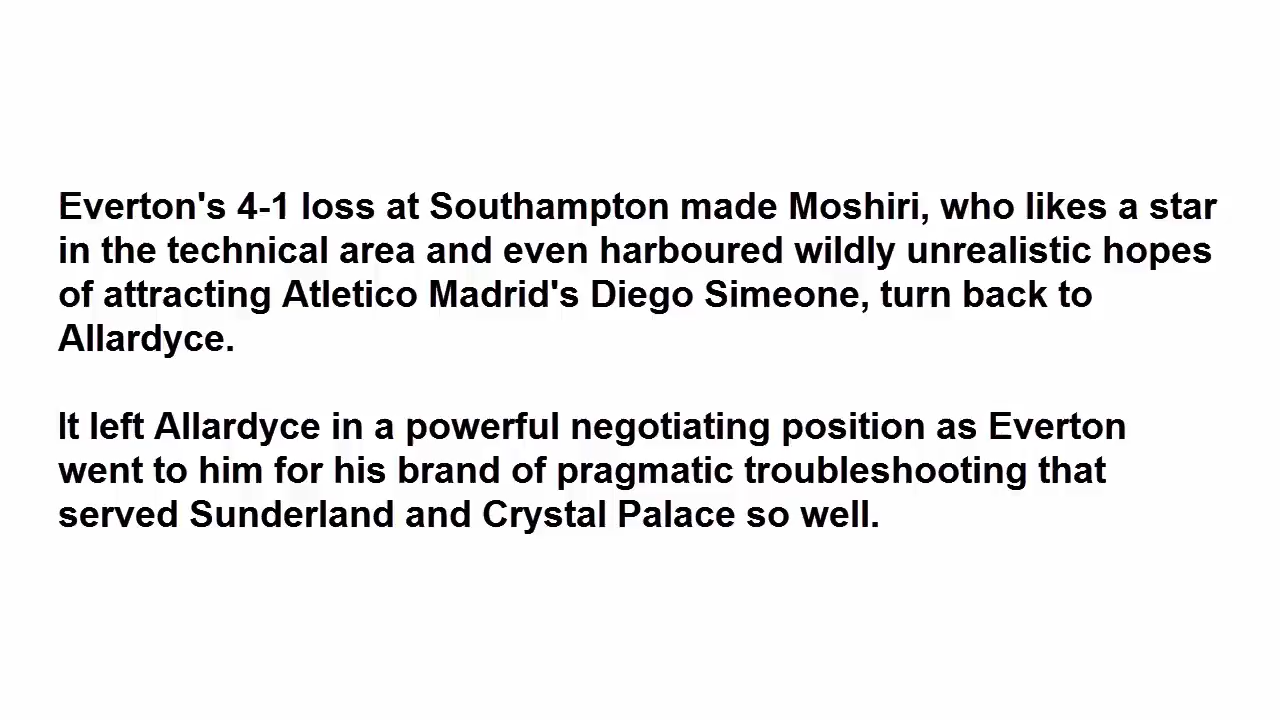 Everton's 4-1 loss at Southampton made Moshiri, who likes a star
in the technical area and even harboured wildly unrealistic hopes
of attracting Atletico Madrid's Diego Simeone, turn back to
Allardyce.
It left Allardyce in a powerful negotiating position as Everton
went to him for his brand of pragmatic troubleshooting that
served Sunderland and Crystal Palace so well.